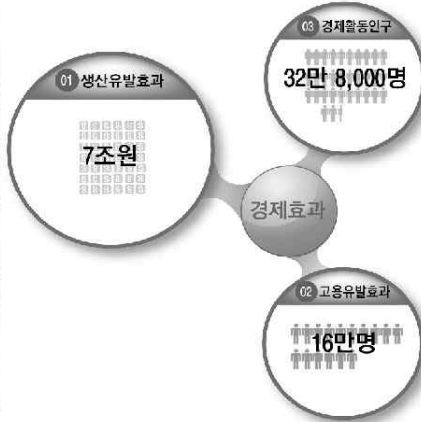 01 생산유발효과
7조원
03 경제활동인구
32만 8,000명
경제효과
02 고용유발효과
16만명